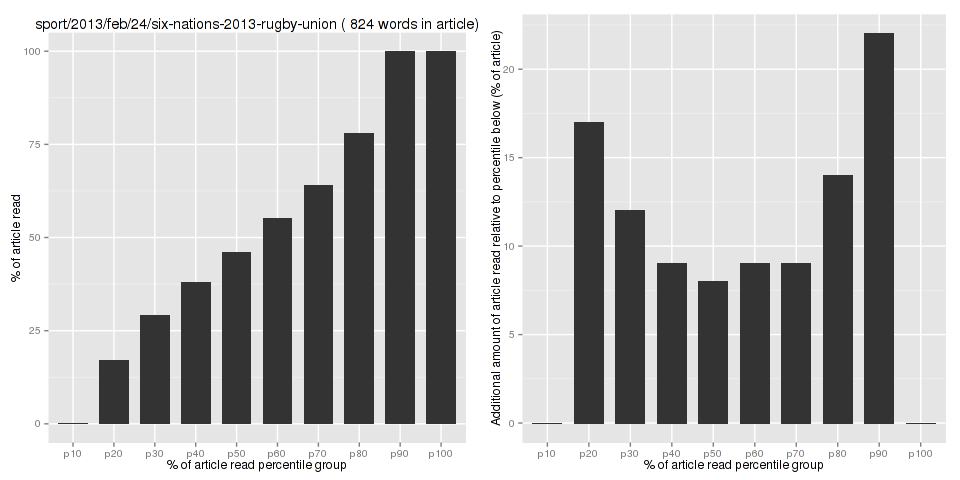 sport/2013/feb/24/six-nations-2013-rugby-union ( 824 words in article)
% of article read
100
75
50
25
0
p10 p20 p30 p40 p50 p60 p70 p80 p90 p100
% of article read percentile group
Additional amount of article read relative to percentile below (% of article)
20
15
10
5
0
p10 p20 p30 p40 p50 p60 p70 p80 p90 p100
% of article read percentile group